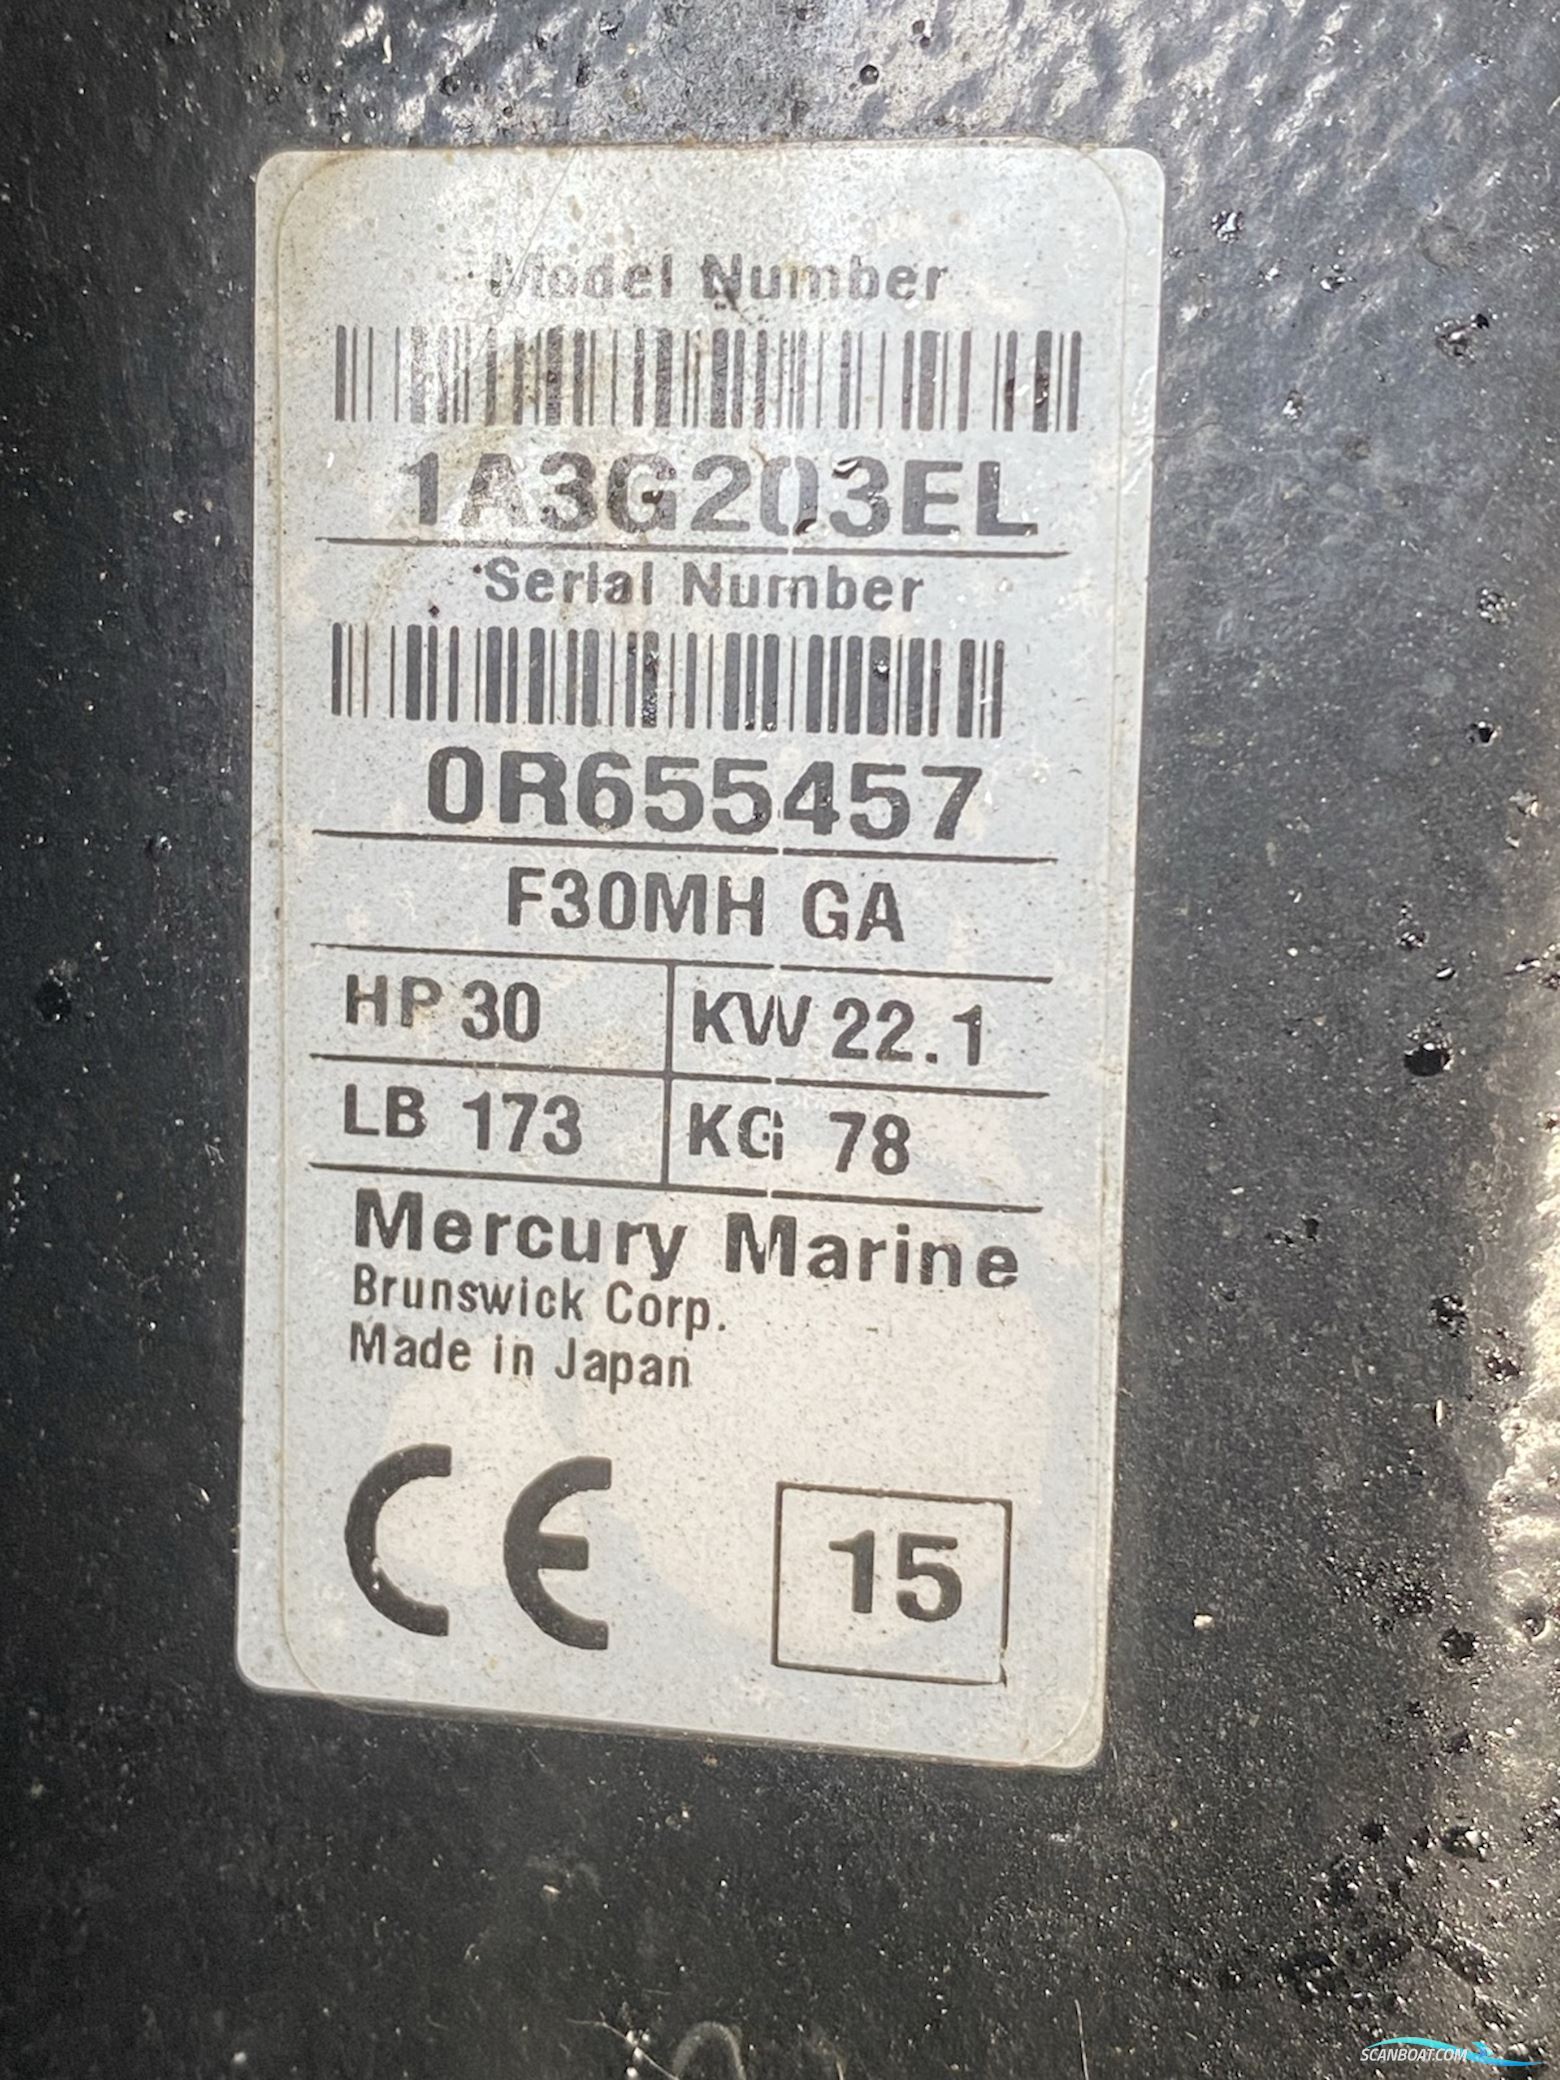 Model Number
1A3G203EL
Serial Number
0R655457
F30MH GA
HP 30 KW 22.1
LB 173 KG 78
Mercury Marine
Brunswick Corp.
Made in Japan
CE 15
SCANBOAT.COM